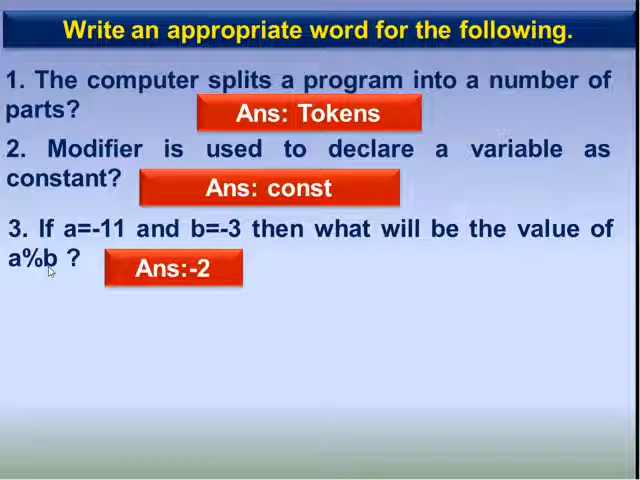 Write an appropriate word for the following.
1. The computer splits a program into a number of
parts?
Ans: Tokens
2. Modifier is used to declare a variable as
constant?
Ans: const
3. If a=-11 and b=-3 then what will be the value of
a%b ?
Ans:-2